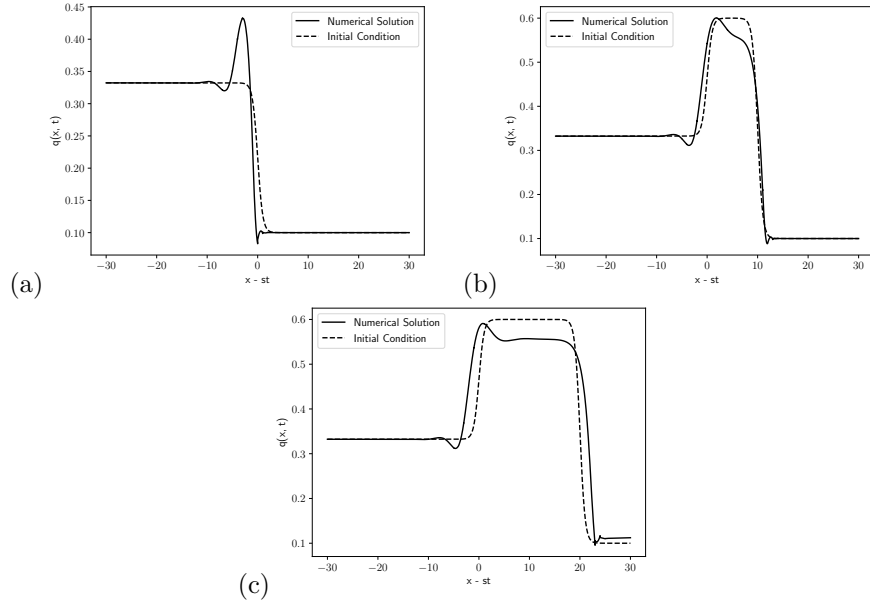 0.45
0.40
0.35
0.30
0.25
0.20
0.15
0.10
q(x, t)
Numerical Solution
Initial Condition
−30
−20
−10
0
10
20
30
x - st
(a)
0.6
0.5
0.4
0.3
0.2
0.1
q(x, t)
Numerical Solution
Initial Condition
−30
−20
−10
0
10
20
30
x - st
(b)
0.6
0.5
0.4
0.3
0.2
0.1
q(x, t)
Numerical Solution
Initial Condition
−30
−20
−10
0
10
20
30
x - st
(c)